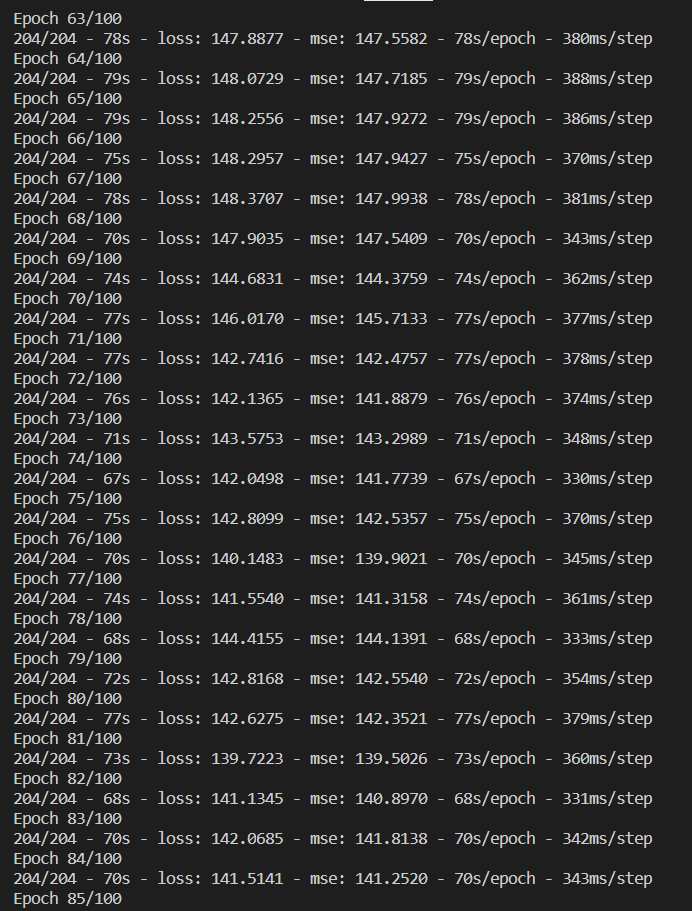 Epoch 63/100
204/204 - 78s - loss: 147.8877 - mse: 147.5582 - 78s/epoch - 380ms/step
Epoch 64/100
204/204 - 79s - loss: 148.0729 - mse: 147.7185 - 79s/epoch - 388ms/step
Epoch 65/100
204/204 - 79s - loss: 148.2556 - mse: 147.9272 - 79s/epoch - 386ms/step
Epoch 66/100
204/204 - 75s - loss: 148.2957 - mse: 147.9427 - 75s/epoch - 370ms/step
Epoch 67/100
204/204 - 78s - loss: 148.3707 - mse: 147.9938 - 78s/epoch - 381ms/step
Epoch 68/100
204/204 - 70s - loss: 147.9035 - mse: 147.5409 - 70s/epoch - 343ms/step
Epoch 69/100
204/204 - 74s - loss: 144.6831 - mse: 144.3759 - 74s/epoch - 362ms/step
Epoch 70/100
204/204 - 77s - loss: 146.0170 - mse: 145.7133 - 77s/epoch - 377ms/step
Epoch 71/100
204/204 - 77s - loss: 142.7416 - mse: 142.4757 - 77s/epoch - 378ms/step
Epoch 72/100
204/204 - 76s - loss: 142.1365 - mse: 141.8879 - 76s/epoch - 374ms/step
Epoch 73/100
204/204 - 71s - loss: 143.5753 - mse: 143.2989 - 71s/epoch - 348ms/step
Epoch 74/100
204/204 - 67s - loss: 142.0498 - mse: 141.7739 - 67s/epoch - 330ms/step
Epoch 75/100
204/204 - 75s - loss: 142.8099 - mse: 142.5357 - 75s/epoch - 370ms/step
Epoch 76/100
204/204 - 70s - loss: 140.1483 - mse: 139.9021 - 70s/epoch - 345ms/step
Epoch 77/100
204/204 - 74s - loss: 141.5540 - mse: 141.3158 - 74s/epoch - 361ms/step
Epoch 78/100
204/204 - 68s - loss: 144.4155 - mse: 144.1391 - 68s/epoch - 333ms/step
Epoch 79/100
204/204 - 72s - loss: 142.8168 - mse: 142.5540 - 72s/epoch - 354ms/step
Epoch 80/100
204/204 - 77s - loss: 142.6275 - mse: 142.3521 - 77s/epoch - 379ms/step
Epoch 81/100
204/204 - 73s - loss: 139.7223 - mse: 139.5026 - 73s/epoch - 360ms/step
Epoch 82/100
204/204 - 68s - loss: 141.1345 - mse: 140.8970 - 68s/epoch - 331ms/step
Epoch 83/100
204/204 - 70s - loss: 142.0685 - mse: 141.8138 - 70s/epoch - 342ms/step
Epoch 84/100
204/204 - 70s - loss: 141.5141 - mse: 141.2520 - 70s/epoch - 343ms/step
Epoch 85/100